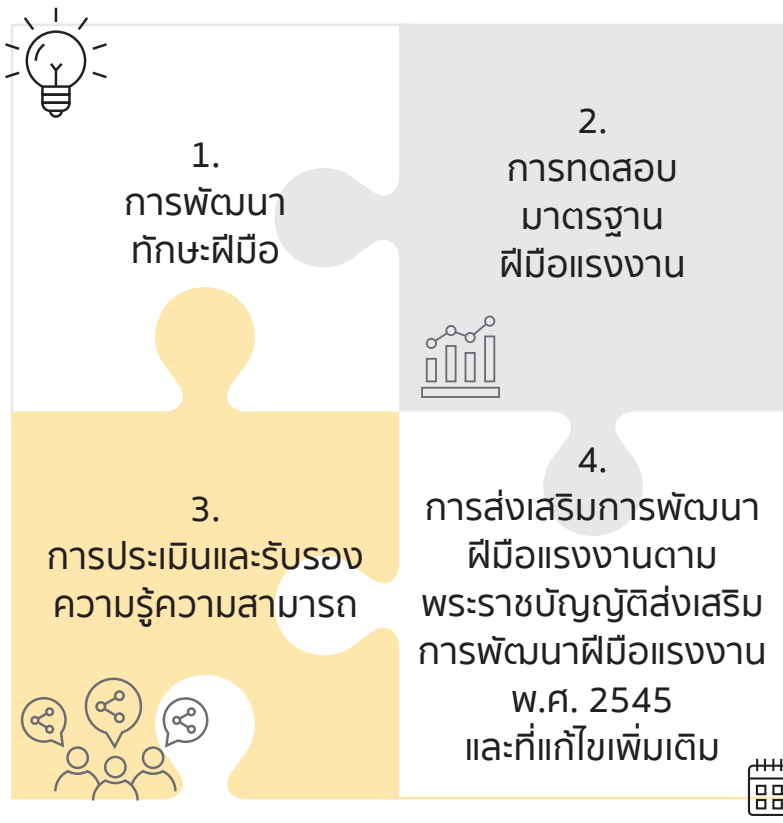 1.
การพัฒนา
ทักษะฝีมือ
2.
การทดสอบ
มาตรฐาน
ฝีมือแรงงาน
3.
การประเมินและรับรอง
ความรู้ความสามารถ
4.
การส่งเสริมการพัฒนา
ฝีมือแรงงานตาม
พระราชบัญญัติส่งเสริม
การพัฒนาฝีมือแรงงาน
พ.ศ. 2545
และที่แก้ไขเพิ่มเติม